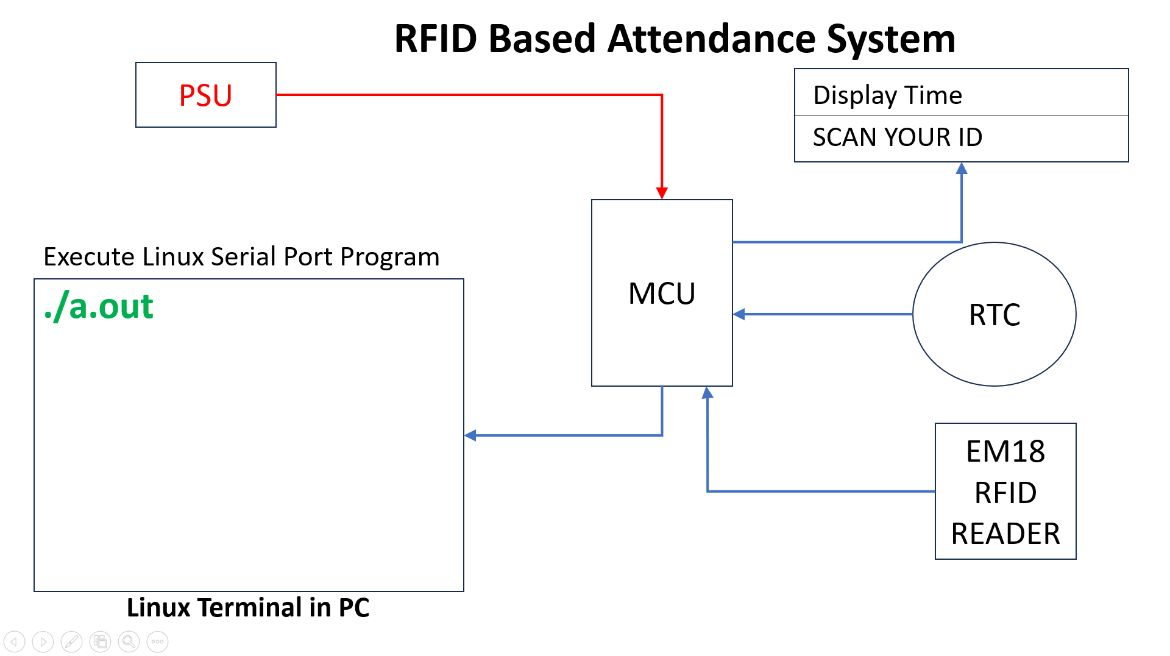 RFID Based Attendance System
PSU
Display Time
SCAN YOUR ID
Execute Linux Serial Port Program
./a.out
MCU
RTC
EM18
RFID
READER
Linux Terminal in PC